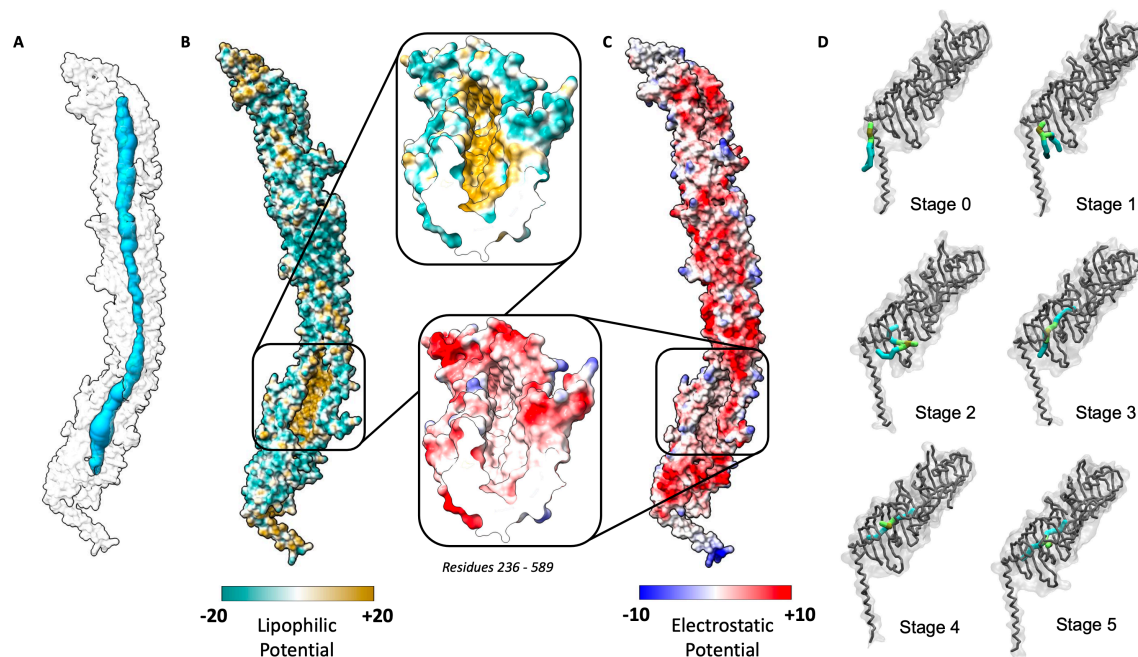 A
B
C
D
Stage 0
Stage 1
Stage 2
Stage 3
Stage 4
Stage 5
Residues 236 - 589
-20
+20
Lipophilic
Potential
-10
+10
Electrostatic
Potential